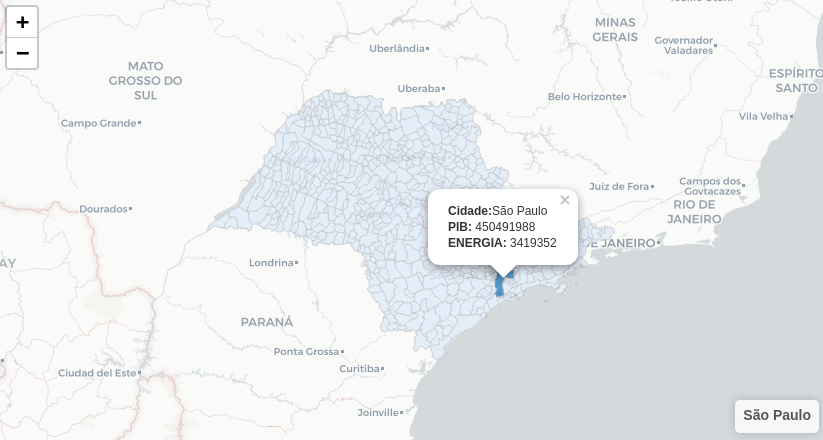 +
−
MINAS
GERAIS
Uberlândia
Governador
Valadares
MATO
GROSSO DO
SUL
ESPÍRITO
SANTO
Uberaba
Belo Horizonte
Campo Grande
Vila Velha
Juiz de Fora
Campos dos
Goytacazes
Dourados
RIO DE
JANEIRO
×
Cidade:São Paulo
PIB: 450491988
ENERGIA: 3419352
DE JANEIRO
Londrina
AY
PARANÁ
Ponta Grossa
Curitiba
Ciudad del Este
Joinville
São Paulo